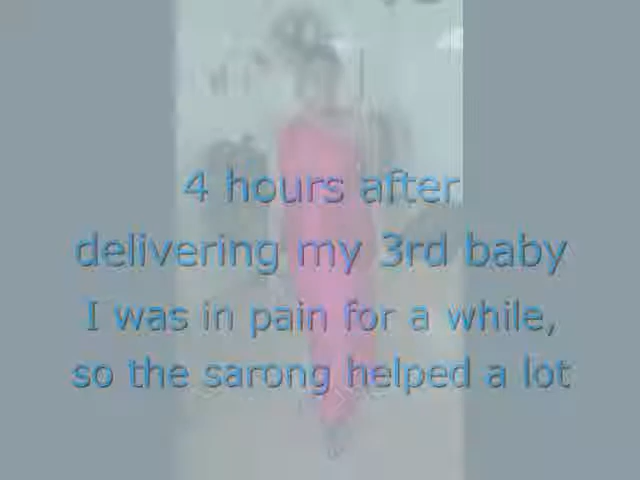 4 hours after
delivering my 3rd baby
I was in pain for a while,
so the sarong helped a lot